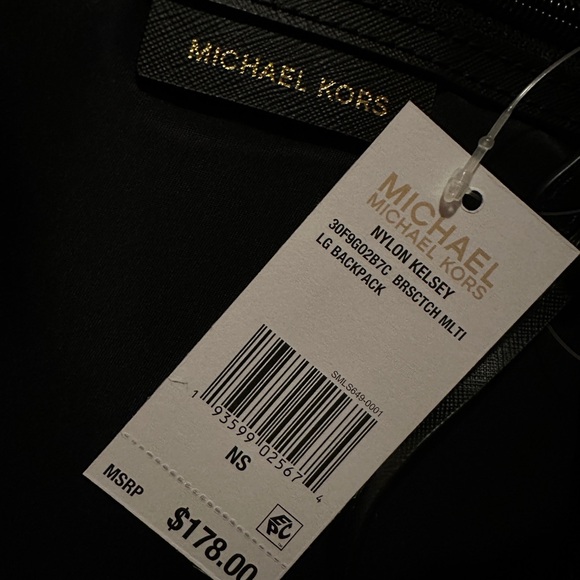 MICHAEL KORS
MICHAEL
MICHAEL KORS
NYLON KELSEY
30F9G02B7C BRSCTCH MLTI
LG BACKPACK
SMLS649-0001
1 93599 02567 4
NS
MSRP
$178.00
EPC